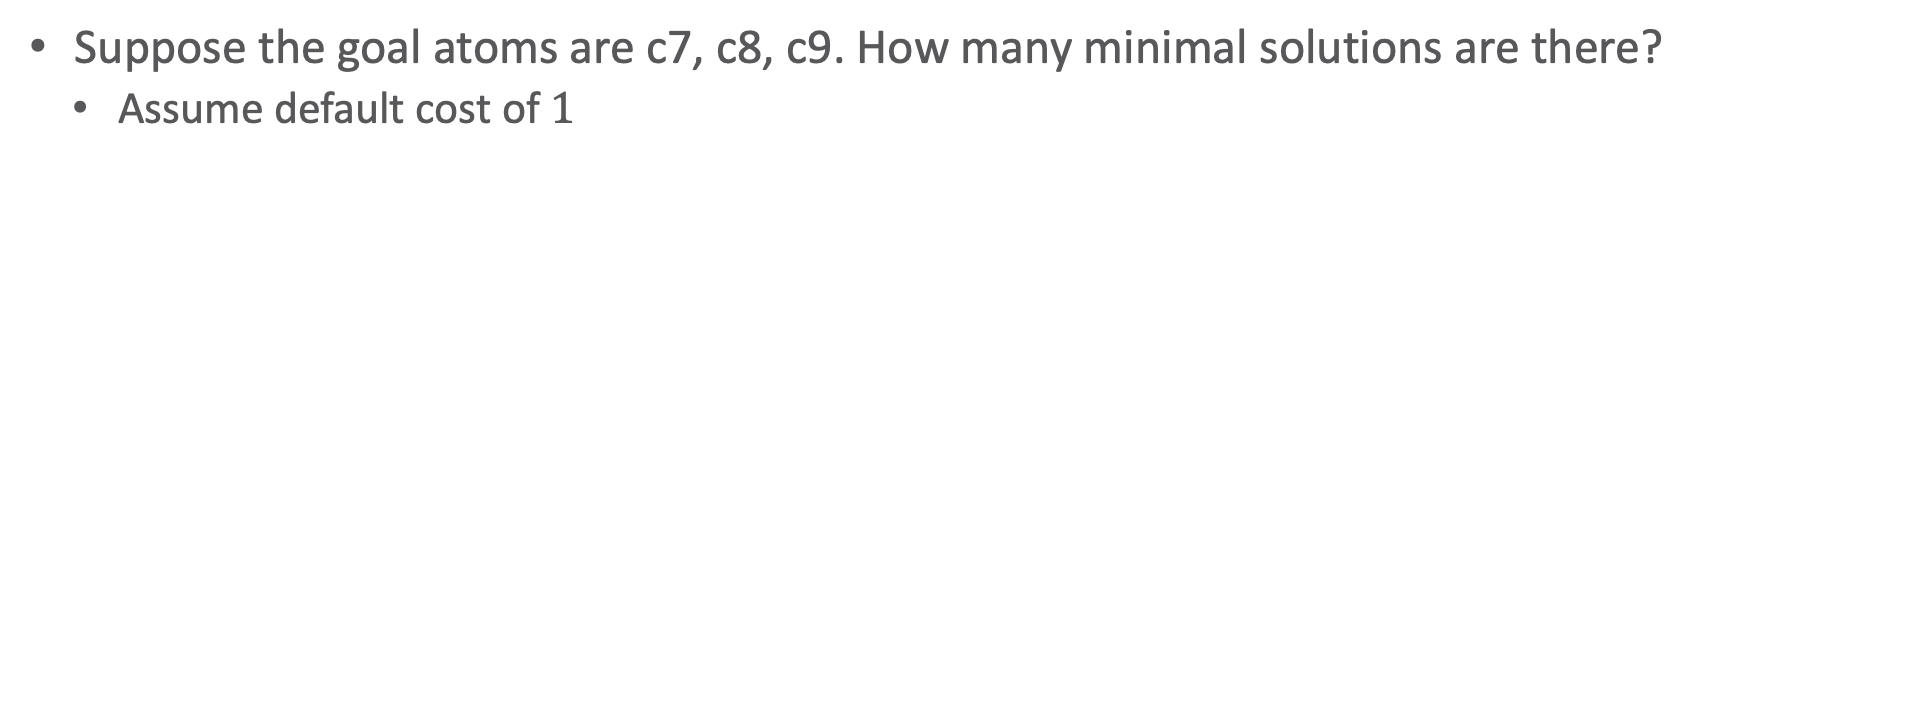 • Suppose the goal atoms are c7, c8, c9. How many minimal solutions are there?
• Assume default cost of 1